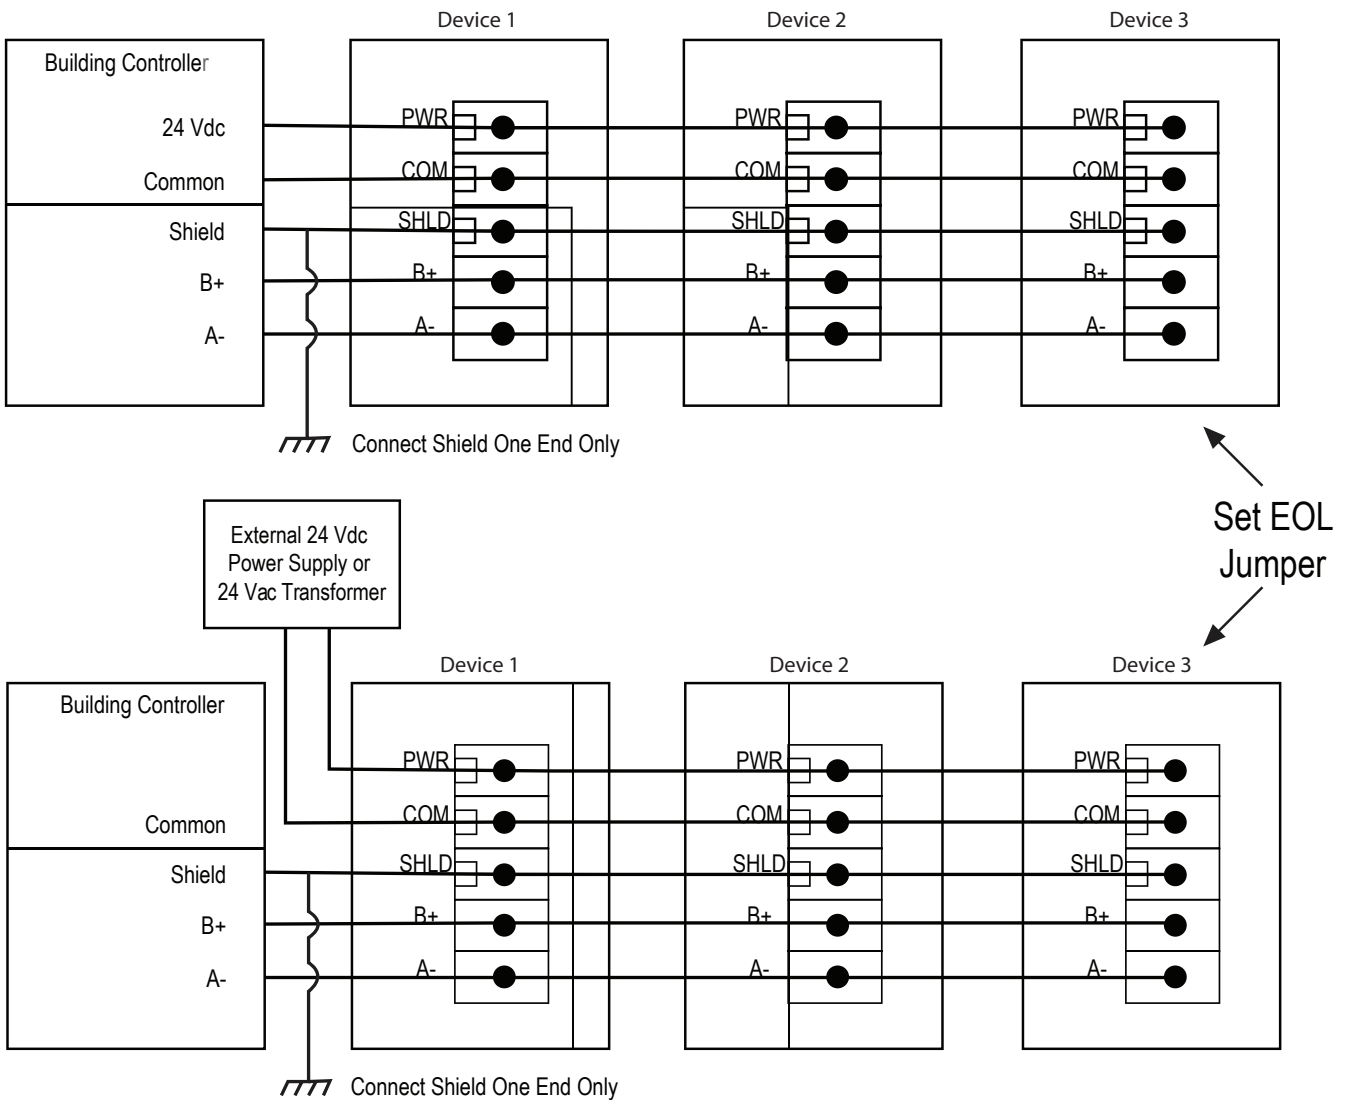 Device 1
Device 2
Device 3
Building Controller
24 Vdc
Common
Shield
B+
A-
PWR
COM
SHLD
B+
A-
PWR
COM
SHLD
B+
A-
PWR
COM
SHLD
B+
A-
Connect Shield One End Only
Set EOL
Jumper
External 24 Vdc
Power Supply or
24 Vac Transformer
Device 1
Device 2
Device 3
Building Controller
Common
Shield
B+
A-
PWR
COM
SHLD
B+
A-
PWR
COM
SHLD
B+
A-
PWR
COM
SHLD
B+
A-
Connect Shield One End Only